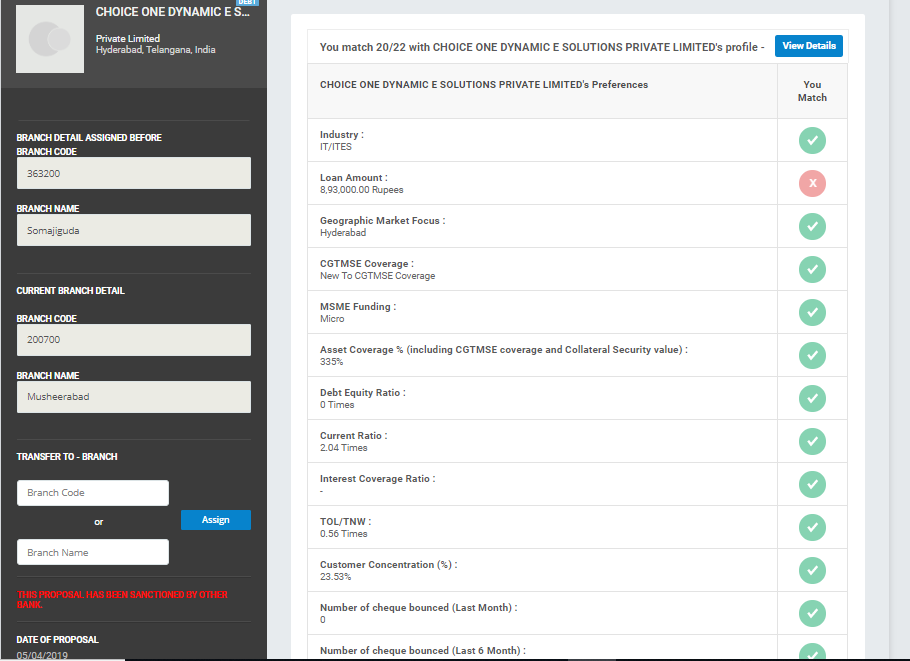 DEBT
CHOICE ONE DYNAMIC E S...
Private Limited
Hyderabad, Telangana, India
BRANCH DETAIL ASSIGNED BEFORE
BRANCH CODE
363200
BRANCH NAME
Somajiguda
CURRENT BRANCH DETAIL
BRANCH CODE
200700
BRANCH NAME
Musheerabad
TRANSFER TO - BRANCH
Branch Code
or
Assign
Branch Name
THIS PROPOSAL HAS BEEN SANCTIONED BY OTHER
BANK.
DATE OF PROPOSAL
05/04/2019
You match 20/22 with CHOICE ONE DYNAMIC E SOLUTIONS PRIVATE LIMITED's profile -
View Details
CHOICE ONE DYNAMIC E SOLUTIONS PRIVATE LIMITED's Preferences
You
Match
Industry :
IT/ITES
Loan Amount :
8,93,000.00 Rupees
X
Geographic Market Focus :
Hyderabad
CGTMSE Coverage :
New To CGTMSE Coverage
MSME Funding :
Micro
Asset Coverage % (including CGTMSE coverage and Collateral Security value) :
335%
Debt Equity Ratio :
0 Times
Current Ratio :
2.04 Times
Interest Coverage Ratio :
-
TOL/TNW :
0.56 Times
Customer Concentration (%) :
23.53%
Number of cheque bounced (Last Month) :
0
Number of cheque bounced (Last 6 Month) :